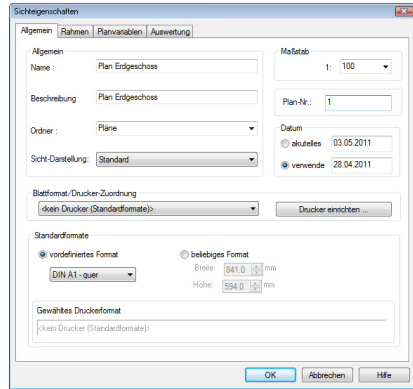 Sichteigenschaften
Allgemein Rahmen Planvariablen Auswertung
Allgemein
Name : Plan Erdgeschoss
Beschreibung Plan Erdgeschoss
Ordner : Pläne
Sicht-Darstellung: Standard
Maßstab
1: 100
Plan-Nr.: 1
Datum
akutelles 03.05.2011
verwende 28.04.2011
Blattformat/Drucker-Zuordnung
<kein Drucker (Standardformate)> Drucker einrichten ...
Standardformate
vordefiniertes Format beliebiges Format
DIN A1 - quer Breite: 841.0 mm
Höhe: 594.0 mm
Gewähltes Druckerformat
<kein Drucker (Standardformate)>
OK Abbrechen Hilfe